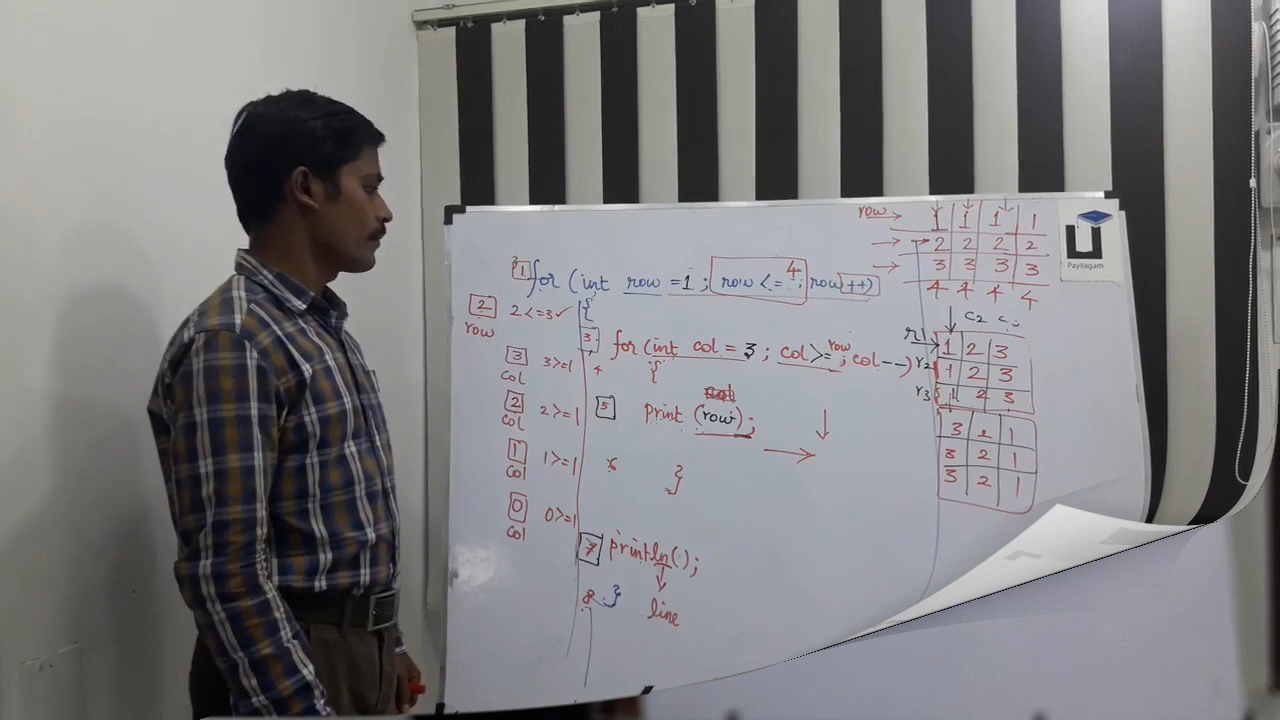 row 1 1 1 1
2 2 2 2
3 3 3 3
4 4 4 4
Payilagam
1 for (int row =1; row <= 4; row ++)
{
2 row 2<=3 ✓
3 for (int col = 3; col >= row; col --)
4 {
3 col 3>=1
2 col 2>=1
1 col 1>=1
0 col 0>=1
5 print (row);
6 }
7 println();
line
8 }
c2
r 1 2 3
r2 1 2 3
r3 1 2 3
3 2 1
3 2 1
3 2 1